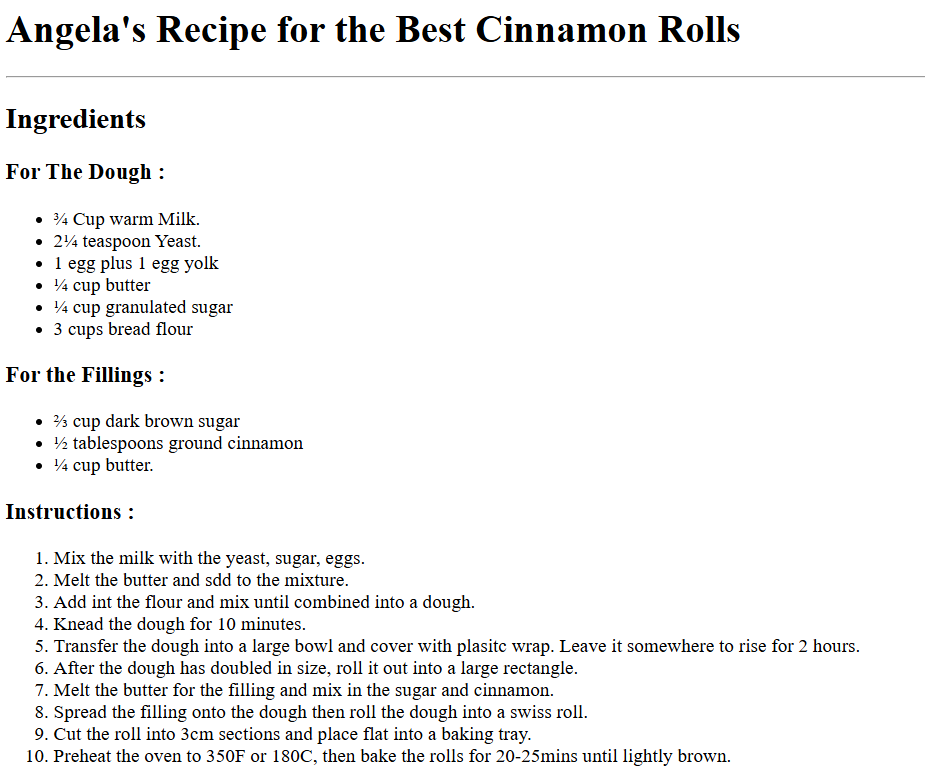 Angela's Recipe for the Best Cinnamon Rolls
Ingredients
For The Dough :
• ¾ Cup warm Milk.
• 2¼ teaspoon Yeast.
• 1 egg plus 1 egg yolk
• ¼ cup butter
• ¼ cup granulated sugar
• 3 cups bread flour
For the Fillings :
• ⅔ cup dark brown sugar
• ½ tablespoons ground cinnamon
• ¼ cup butter.
Instructions :
1. Mix the milk with the yeast, sugar, eggs.
2. Melt the butter and sdd to the mixture.
3. Add int the flour and mix until combined into a dough.
4. Knead the dough for 10 minutes.
5. Transfer the dough into a large bowl and cover with plasitc wrap. Leave it somewhere to rise for 2 hours.
6. After the dough has doubled in size, roll it out into a large rectangle.
7. Melt the butter for the filling and mix in the sugar and cinnamon.
8. Spread the filling onto the dough then roll the dough into a swiss roll.
9. Cut the roll into 3cm sections and place flat into a baking tray.
10. Preheat the oven to 350F or 180C, then bake the rolls for 20-25mins until lightly brown.